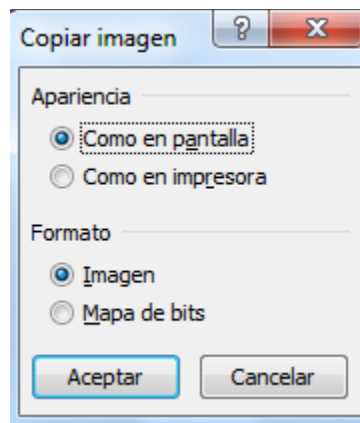 Copiar imagen
Apariencia
Como en pantalla
Como en impresora
Formato
Imagen
Mapa de bits
Aceptar Cancelar